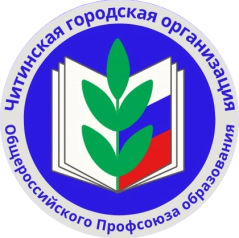 Читинская городская организация
Общероссийского Профсоюза образования